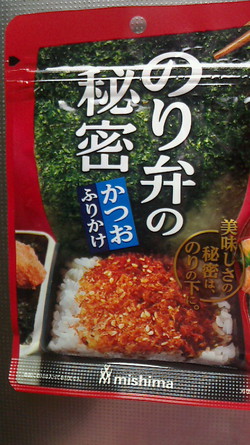 のり弁の
秘密
かつお
ふりかけ
美味しさの
秘密は、
のりの下。
mishima